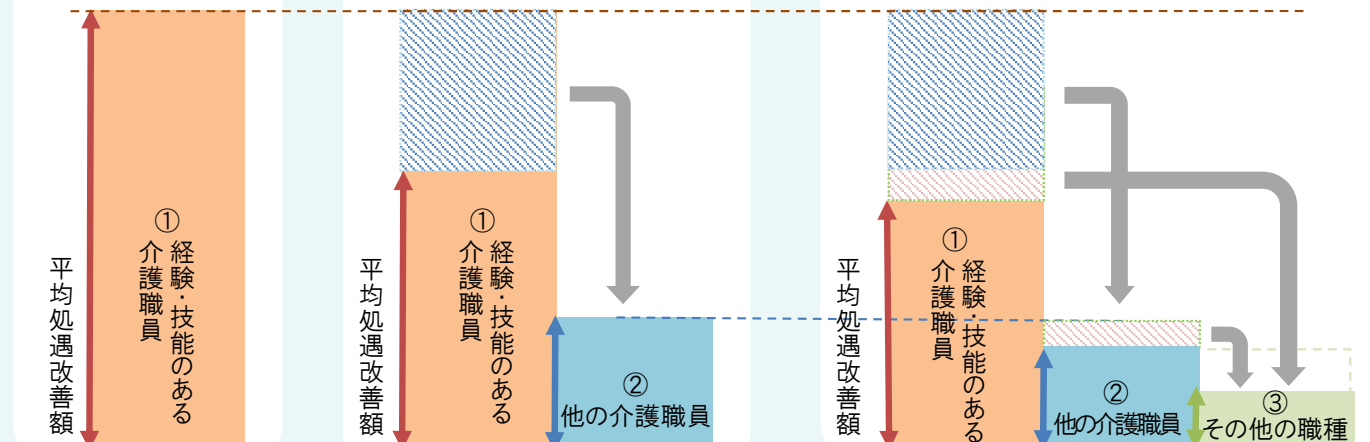 平均処遇改善額
①
経験・技能のある
介護職員
平均処遇改善額
①
経験・技能のある
介護職員
②
他の介護職員
平均処遇改善額
①
経験・技能のある
介護職員
②
他の介護職員
③
その他の職種